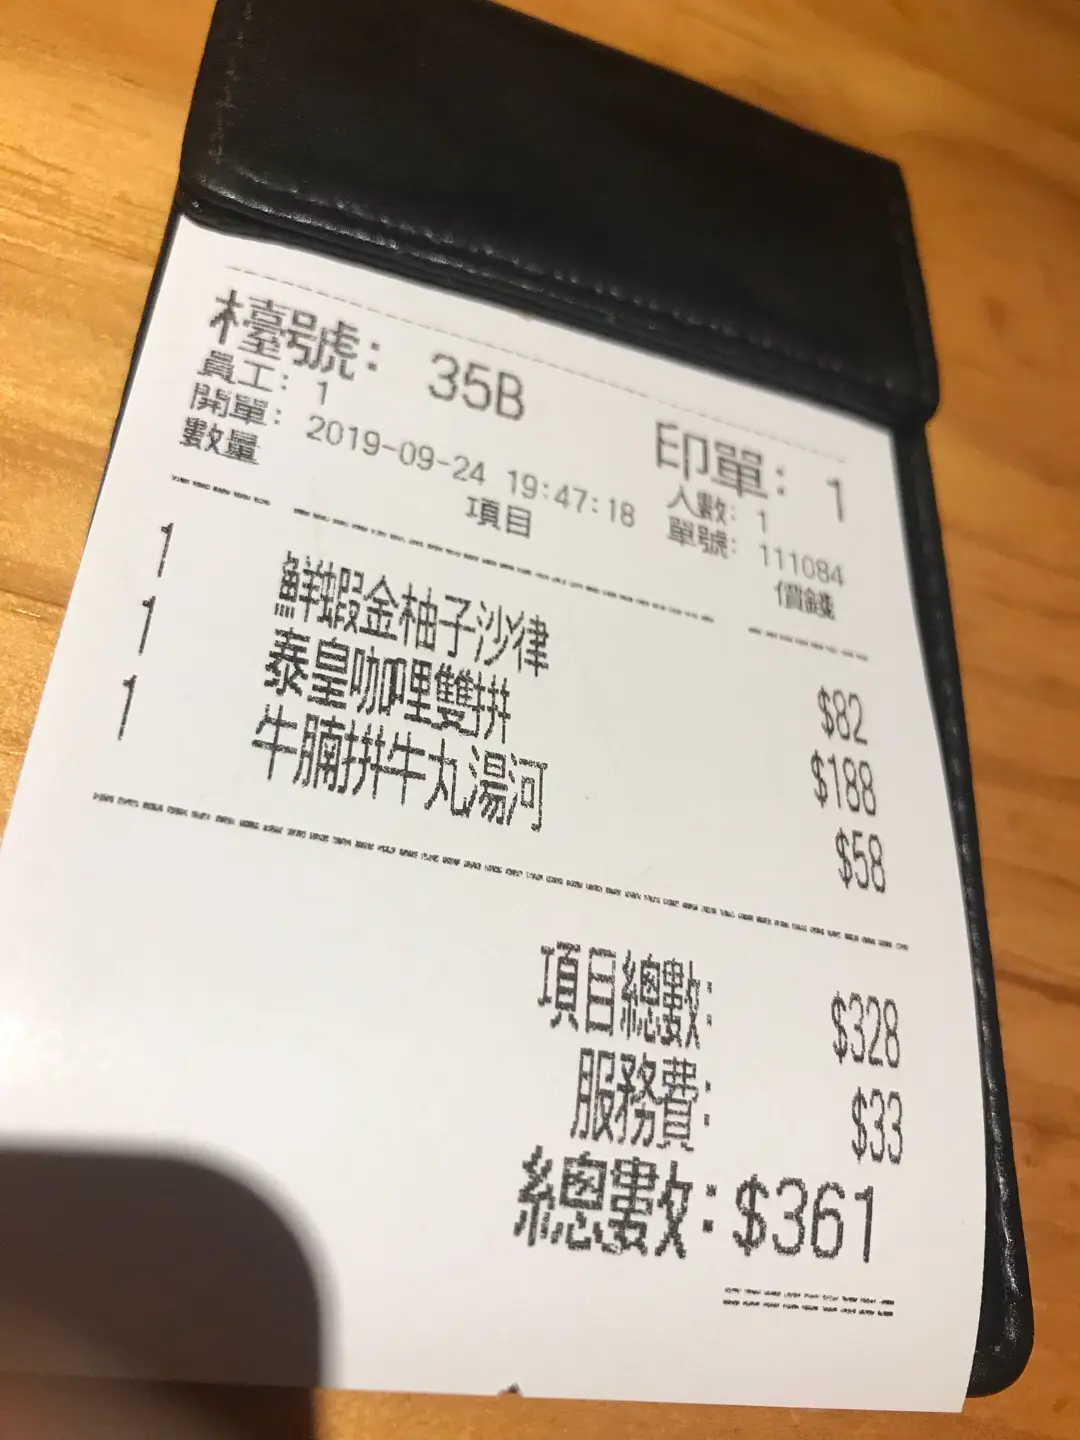 檯號: 35B 印單: 1
員工: 1 人數: 1
開單: 2019-09-24 19:47:18 單號: 111084
數量 項目 價錢
1 鮮蝦金柚子沙律 $82
1 泰皇咖哩雙拼 $188
1 牛腩拼牛丸湯河 $58
項目總數: $328
服務費: $33
總數: $361